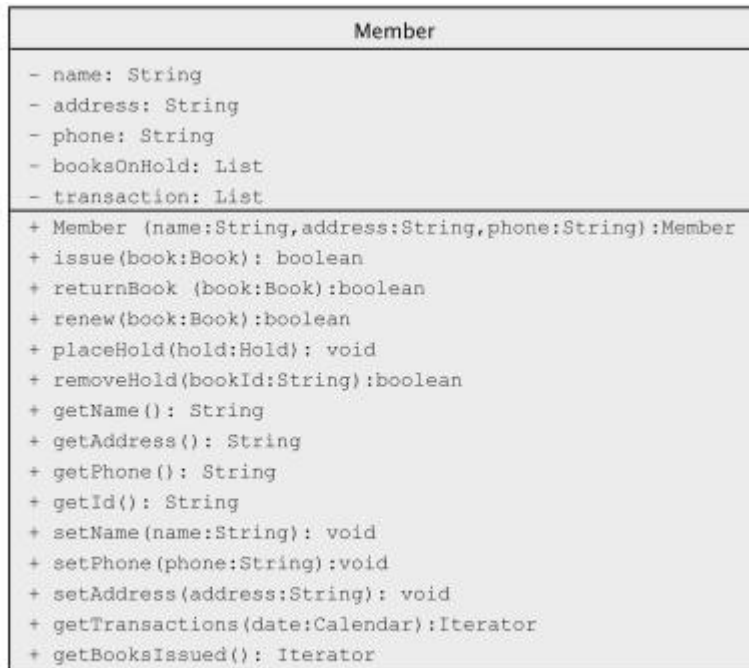 Member
- name: String
- address: String
- phone: String
- booksOnHold: List
- transaction: List
+ Member (name:String,address:String,phone:String):Member
+ issue(book:Book): boolean
+ returnBook (book:Book):boolean
+ renew(book:Book):boolean
+ placeHold(hold:Hold): void
+ removeHold(bookId:String):boolean
+ getName(): String
+ getAddress(): String
+ getPhone(): String
+ getId(): String
+ setName(name:String): void
+ setPhone(phone:String):void
+ setAddress(address:String): void
+ getTransactions(date:Calendar):Iterator
+ getBooksIssued(): Iterator